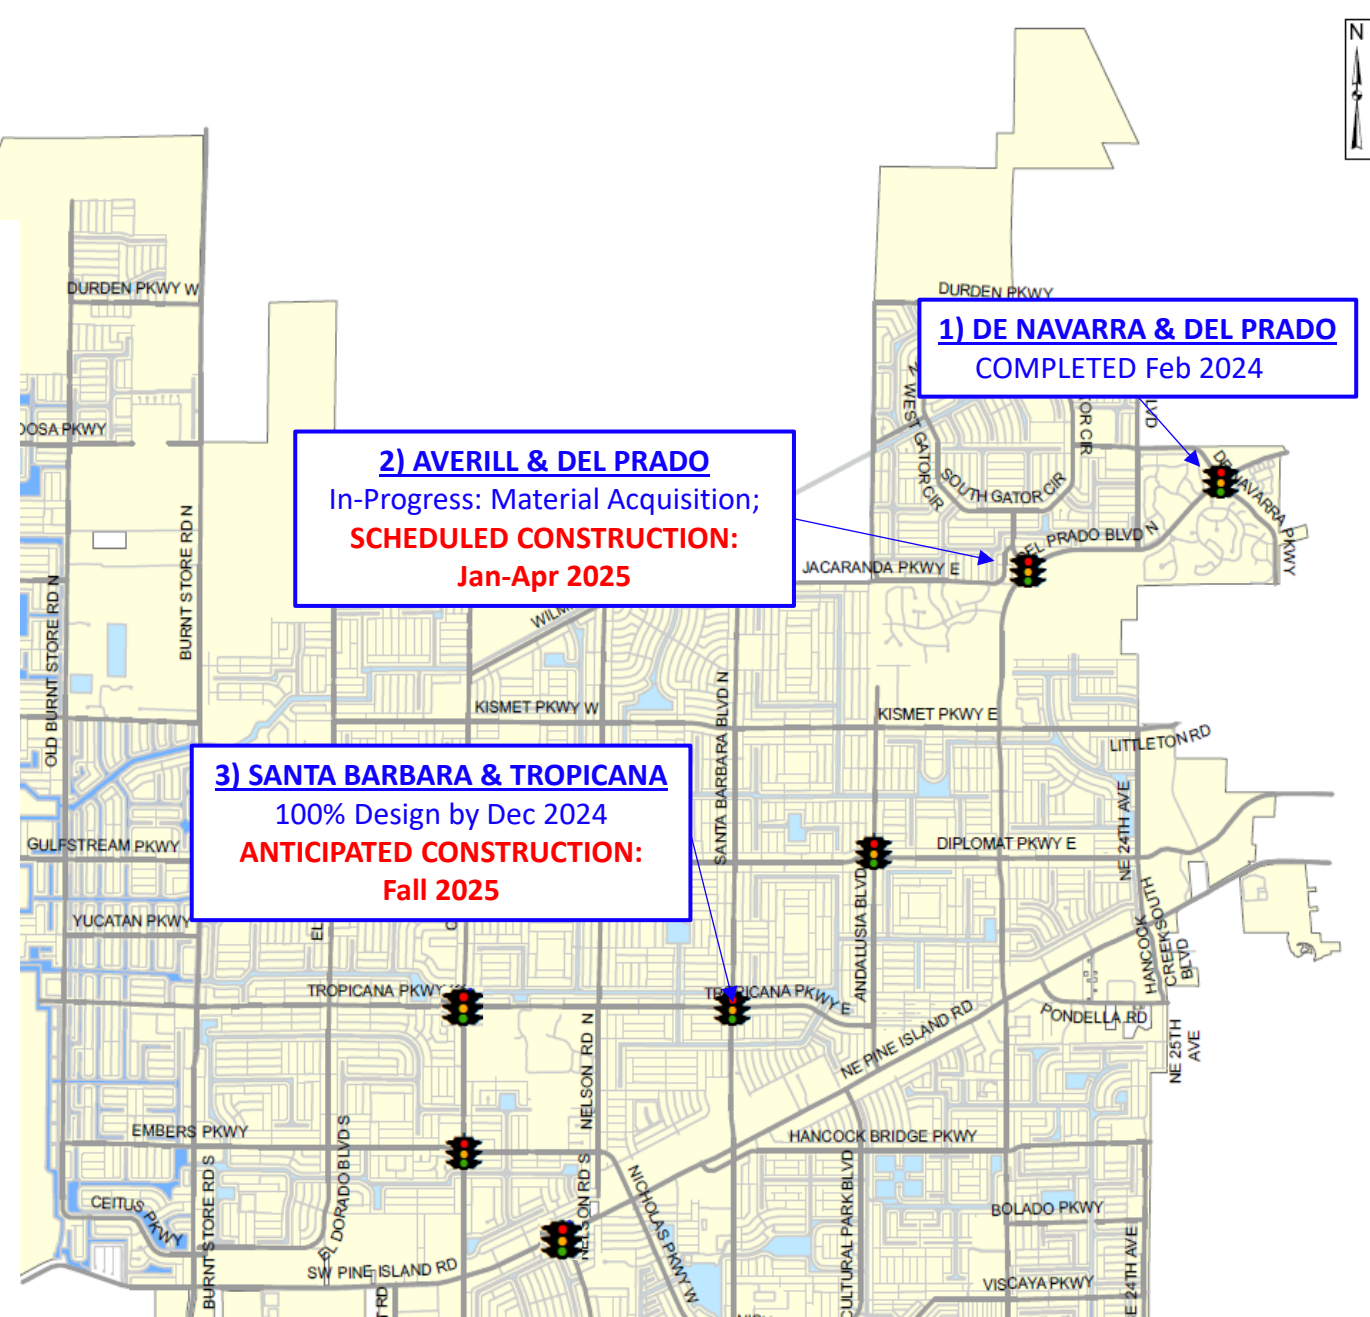 N
DURDEN PKWY W
DURDEN PKWY
1) DE NAVARRA & DEL PRADO
COMPLETED Feb 2024
2) AVERILL & DEL PRADO
In-Progress: Material Acquisition;
SCHEDULED CONSTRUCTION:
Jan-Apr 2025
WEST GATOR CIR
SOUTH GATOR CIR
DE NAVARRA PKWY
DEL PRADO BLVD N
JACARANDA PKWY E
BURNT STORE RD N
OLD BURNT STORE RD N
KISMET PKWY W
KISMET PKWY E
SANTA BARBARA BLVD N
LITTLETON RD
3) SANTA BARBARA & TROPICANA
100% Design by Dec 2024
ANTICIPATED CONSTRUCTION:
Fall 2025
GULFSTREAM PKWY
DIPLOMAT PKWY E
NE 24TH AVE
YUCATAN PKWY
ANDALUSIA BLVD
HANCOCK
CREEK SOUTH
BLVD
TROPICANA PKWY
TROPICANA PKWY E
PONDELLA RD
NE PINE ISLAND RD
NE 25TH
AVE
NELSON RD N
EMBERS PKWY
HANCOCK BRIDGE PKWY
EL DORADO BLVD S
NELSON RD S
NICHOLAS PKWY W
CULTURAL PARK BLVD
CEITUS PKWY
BURNT STORE RD S
BOLADO PKWY
SW PINE ISLAND RD
VISCAYA PKWY
E 24TH AVE